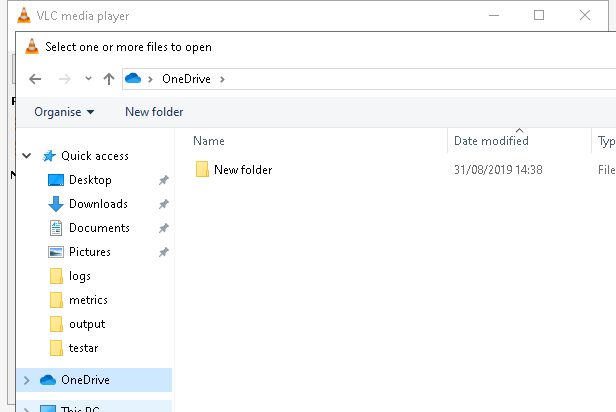 VLC media player
Select one or more files to open
OneDrive
Organise New folder
Name Date modified
Quick access
New folder 31/08/2019 14:38 File
Desktop
Downloads
Documents
Pictures
logs
metrics
output
testar
OneDrive
This PC